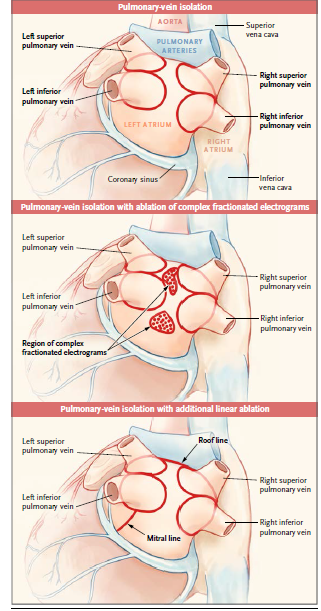 Pulmonary-vein isolation
AORTA
Superior
vena cava
Left superior
pulmonary vein
PULMONARY
ARTERIES
Right superior
pulmonary vein
Left inferior
pulmonary vein
Right inferior
pulmonary vein
LEFT ATRIUM
RIGHT
ATRIUM
Coronary sinus
Inferior
vena cava
Pulmonary-vein isolation with ablation of complex fractionated electrograms
Left superior
pulmonary vein
Right superior
pulmonary vein
Left inferior
pulmonary vein
Right inferior
pulmonary vein
Region of complex
fractionated electrograms
Pulmonary-vein isolation with additional linear ablation
Left superior
pulmonary vein
Roof line
Right superior
pulmonary vein
Left inferior
pulmonary vein
Right inferior
pulmonary vein
Mitral line